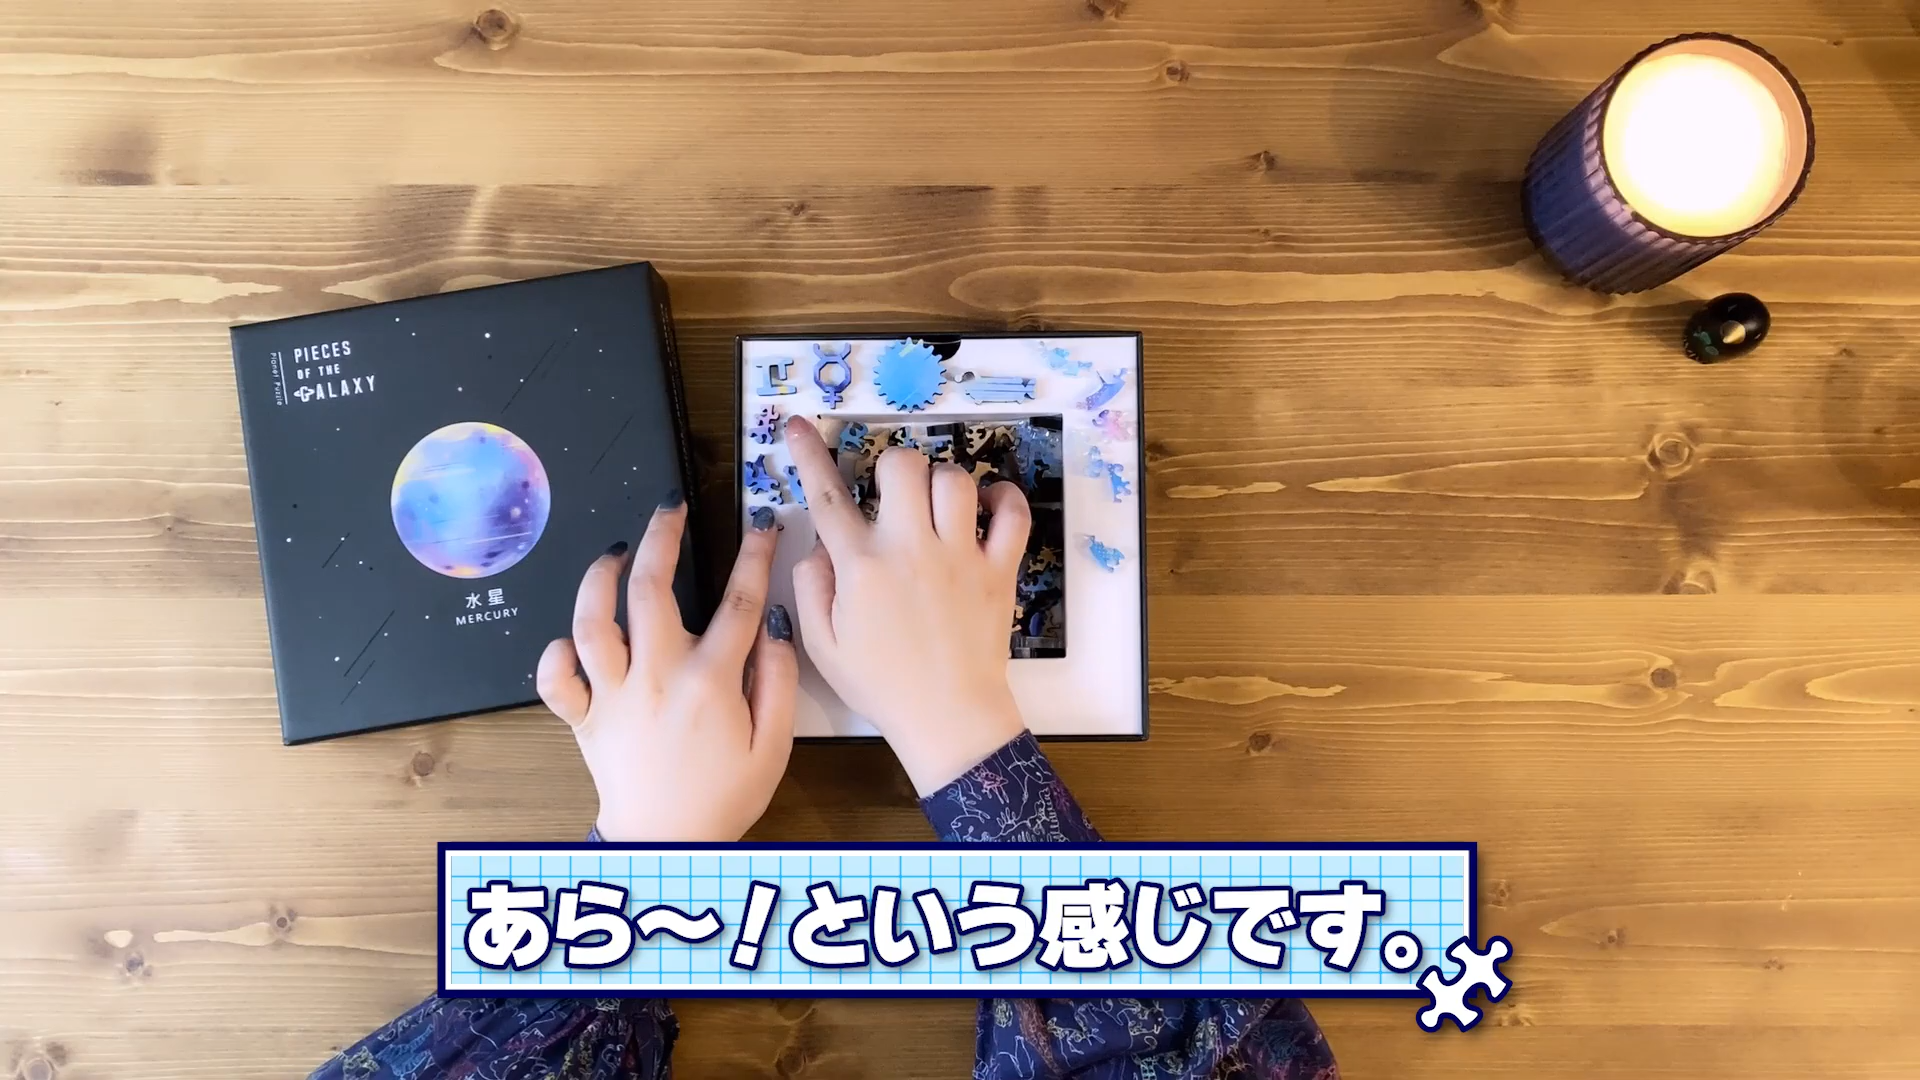 PIECES
OF THE
GALAXY
Planet Puzzle
水星
MERCURY
あら～！という感じです。